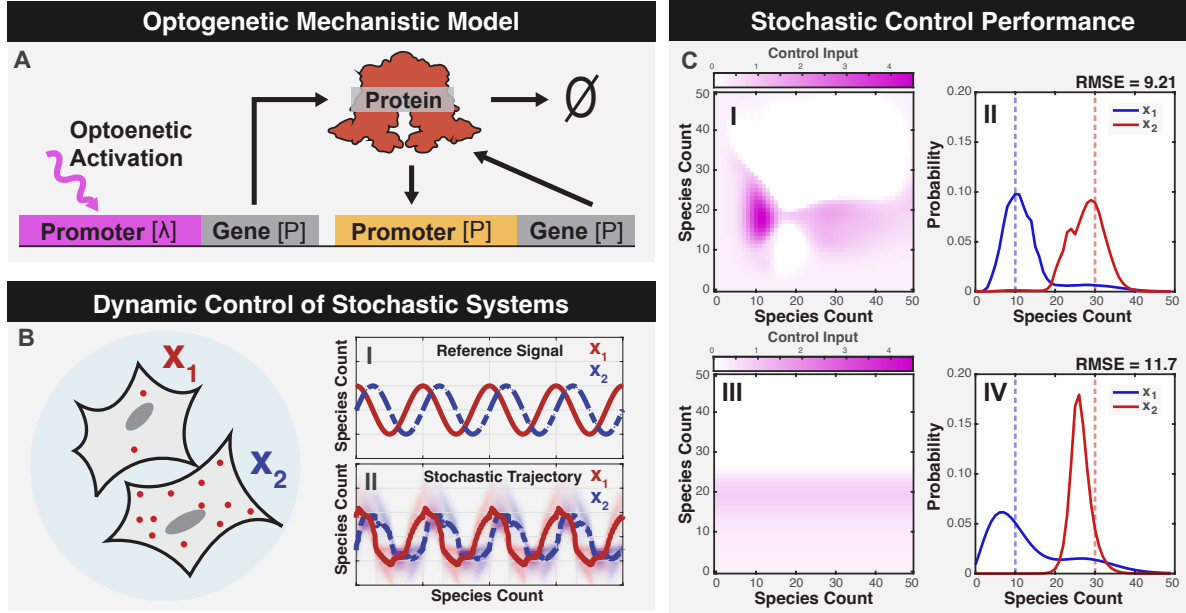 Optogenetic Mechanistic Model
A
Protein
Ø
Optoenetic
Activation
Promoter [λ]
Gene [P]
Promoter [P]
Gene [P]
Dynamic Control of Stochastic Systems
B
X1
X2
I
Reference Signal
X1
X2
Species Count
II
Stochastic Trajectory
X1
X2
Species Count
Species Count
Stochastic Control Performance
C
Control Input
0 1 2 3 4
I
Species Count
50
40
30
20
10
0
0 10 20 30 40 50
Species Count
RMSE = 9.21
II
x1
x2
Probability
0.20
0.15
0.10
0.05
0
0 10 20 30 40 50
Species Count
Control Input
0 1 2 3 4
III
Species Count
50
40
30
20
10
0
0 10 20 30 40 50
Species Count
RMSE = 11.7
IV
x1
x2
Probability
0.20
0.15
0.10
0.05
0
0 10 20 30 40 50
Species Count